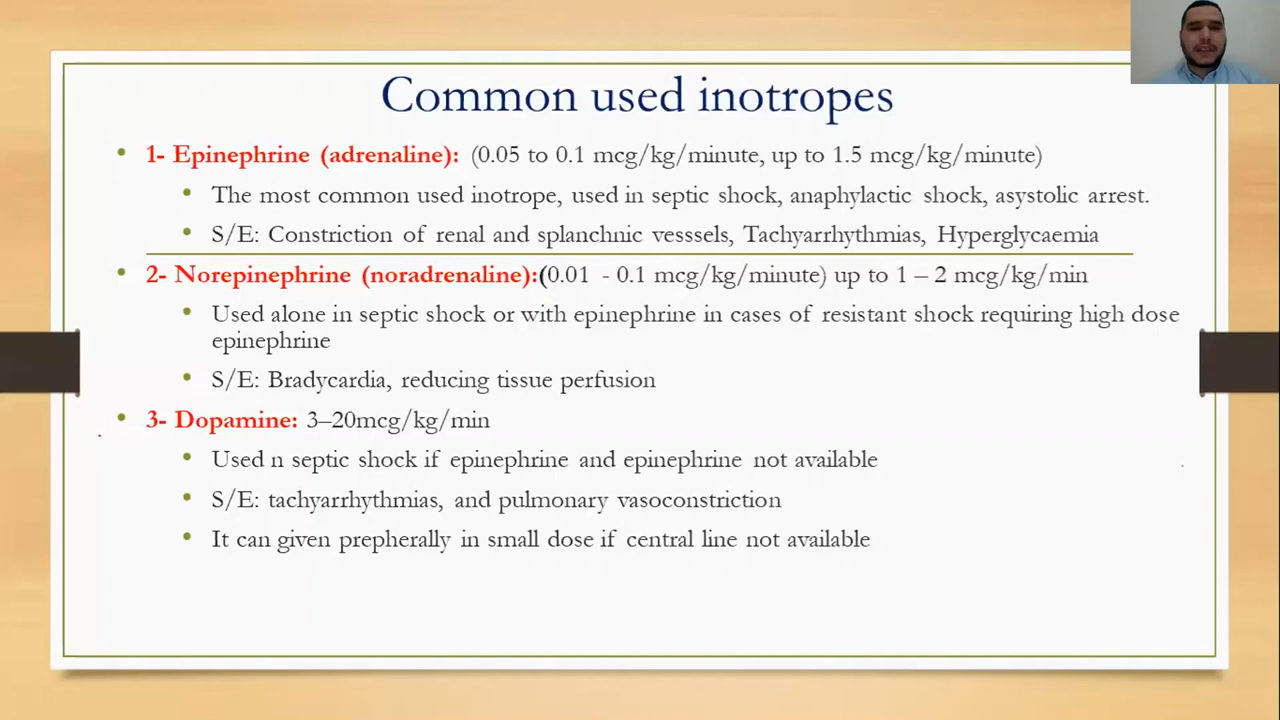 Common used inotropes
• 1- Epinephrine (adrenaline): (0.05 to 0.1 mcg/kg/minute, up to 1.5 mcg/kg/minute)
• The most common used inotrope, used in septic shock, anaphylactic shock, asystolic arrest.
• S/E: Constriction of renal and splanchnic vesssels, Tachyarrhythmias, Hyperglycaemia
• 2- Norepinephrine (noradrenaline):(0.01 - 0.1 mcg/kg/minute) up to 1 – 2 mcg/kg/min
• Used alone in septic shock or with epinephrine in cases of resistant shock requiring high dose
epinephrine
• S/E: Bradycardia, reducing tissue perfusion
• 3- Dopamine: 3–20mcg/kg/min
• Used n septic shock if epinephrine and epinephrine not available
• S/E: tachyarrhythmias, and pulmonary vasoconstriction
• It can given prepherally in small dose if central line not available